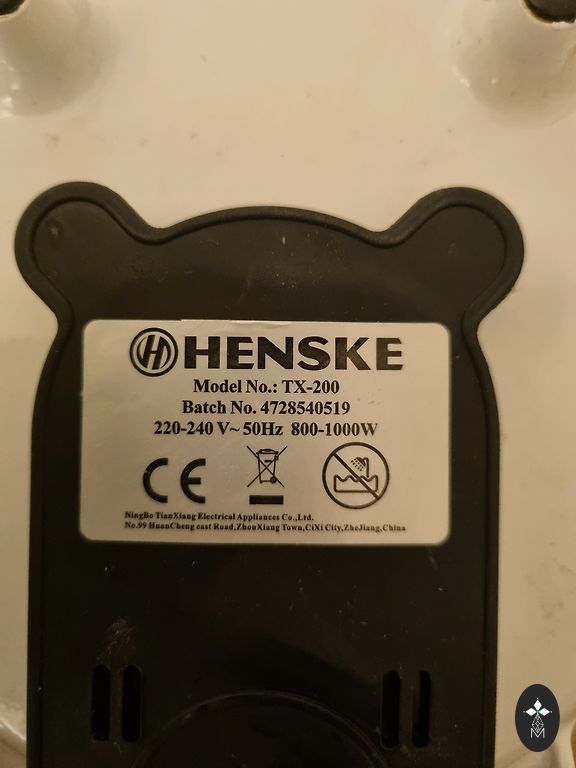 HENSKE
Model No.: TX-200
Batch No. 4728540519
220-240 V~ 50Hz 800-1000W
CE
NingBo TianXiang Electrical Appliances Co.,Ltd.
No.99 HuanCheng east Road,ZhouXiang Town,CiXi City,ZheJiang,China